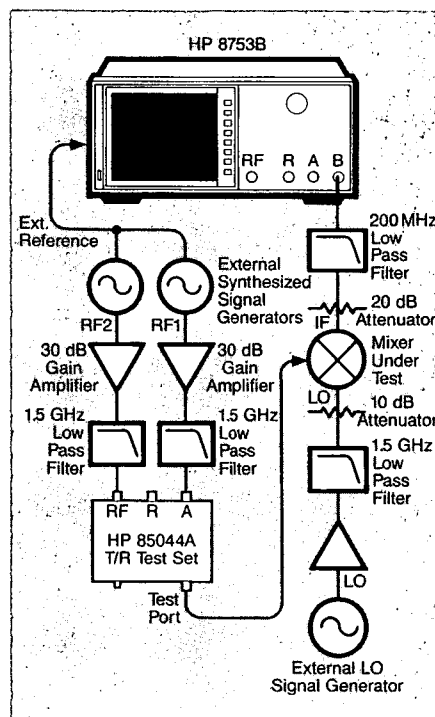 HP 8753B
RF R A B
Ext.
Reference
200 MHz
Low
Pass
Filter
External
Synthesized
Signal
Generators
RF2
RF1
20 dB
Attenuator
IF
30 dB
Gain
Amplifier
30 dB
Gain
Amplifier
Mixer
Under
Test
LO
10 dB
Attenuator
1.5 GHz
Low
Pass
Filter
1.5 GHz
Low
Pass
Filter
1.5 GHz
Low
Pass
Filter
RF R A
HP 85044A
T/R Test Set
Test
Port
LO
External LO
Signal Generator